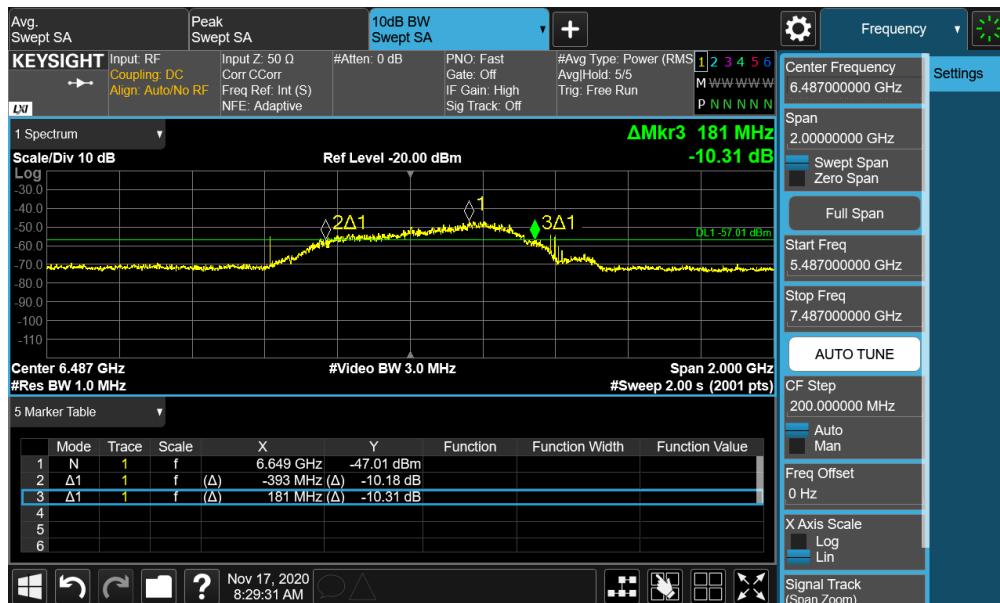 Avg.
Swept SA
Peak
Swept SA
10dB BW
Swept SA
Frequency
KEYSIGHT
LXI
Input: RF
Coupling: DC
Align: Auto/No RF
Input Z: 50 Ω
Corr CCorr
Freq Ref: Int (S)
NFE: Adaptive
#Atten: 0 dB
PNO: Fast
Gate: Off
IF Gain: High
Sig Track: Off
#Avg Type: Power (RMS
Avg|Hold: 5/5
Trig: Free Run
1 2 3 4 5 6
M W W W W W
P N N N N N
1 Spectrum
ΔMkr3 181 MHz
-10.31 dB
Scale/Div 10 dB
Ref Level -20.00 dBm
Log
-30.0
-40.0
-50.0
-60.0
-70.0
-80.0
-90.0
-100
-110
2Δ1
1
3Δ1
DL1 -57.01 dBm
Center 6.487 GHz
#Video BW 3.0 MHz
Span 2.000 GHz
#Res BW 1.0 MHz
#Sweep 2.00 s (2001 pts)
5 Marker Table
Mode Trace Scale X Y Function Function Width Function Value
1 N 1 f 6.649 GHz -47.01 dBm
2 Δ1 1 f (Δ) -393 MHz (Δ) -10.18 dB
3 Δ1 1 f (Δ) 181 MHz (Δ) -10.31 dB
4
5
6
Nov 17, 2020
8:29:31 AM
Center Frequency
6.487000000 GHz
Span
2.00000000 GHz
Swept Span
Zero Span
Full Span
Start Freq
5.487000000 GHz
Stop Freq
7.487000000 GHz
AUTO TUNE
CF Step
200.000000 MHz
Auto
Man
Freq Offset
0 Hz
X Axis Scale
Log
Lin
Signal Track
(Span Zoom)
Settings